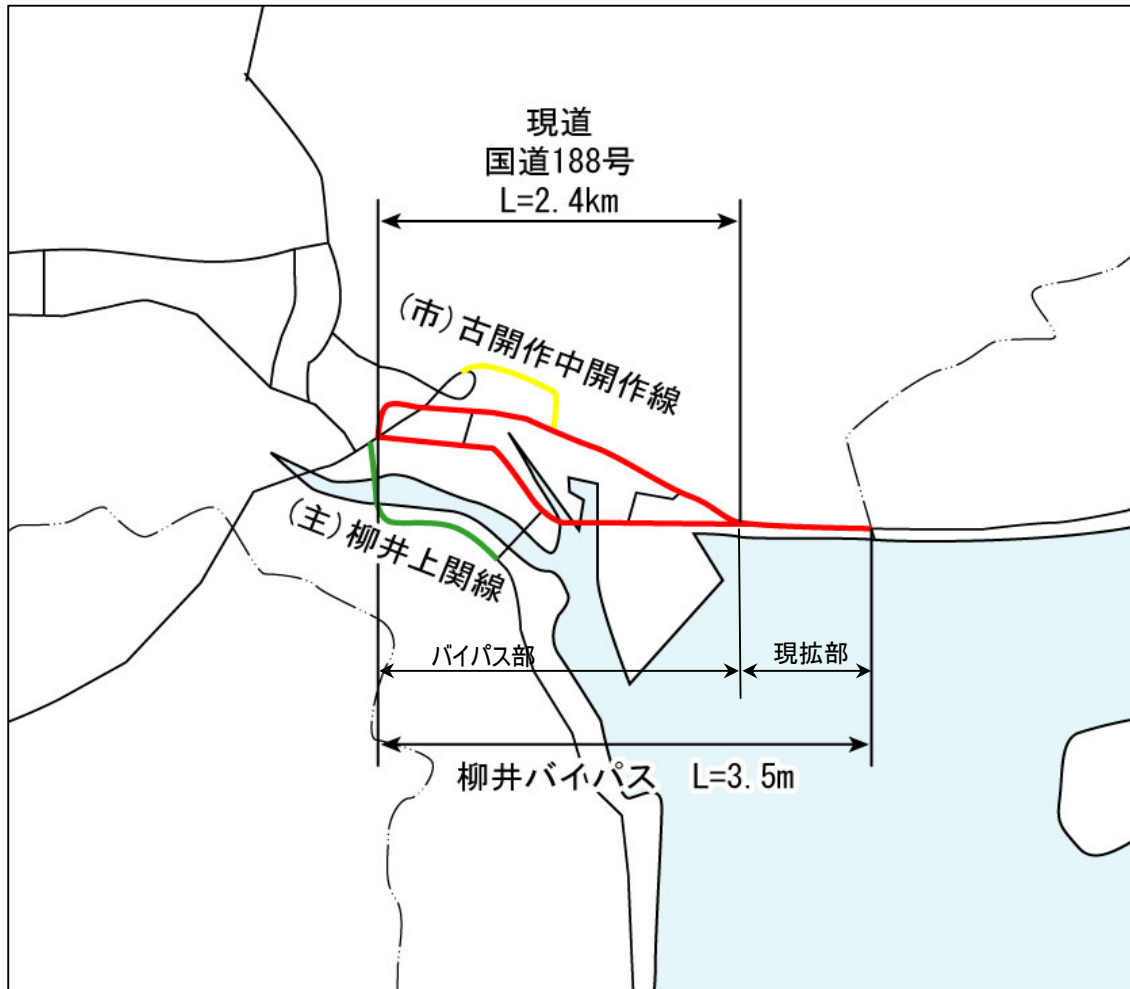 現道
国道188号
L=2.4km
(市)古開作中開作線
(主)柳井上関線
バイパス部
現拡部
柳井バイパス L=3.5m